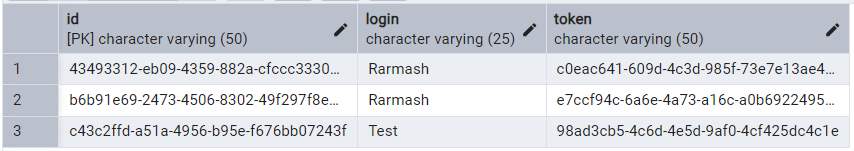 id login token
[PK] character varying (50) character varying (25) character varying (50)
1 43493312-eb09-4359-882a-cfccc3330... Rarmash c0eac641-609d-4c3d-985f-73e7e13ae4...
2 b6b91e69-2473-4506-8302-49f297f8e... Rarmash e7ccf94c-6a6e-4a73-a16c-a0b6922495...
3 c43c2ffd-a51a-4956-b95e-f676bb07243f Test 98ad3cb5-4c6d-4e5d-9af0-4cf425dc4c1e